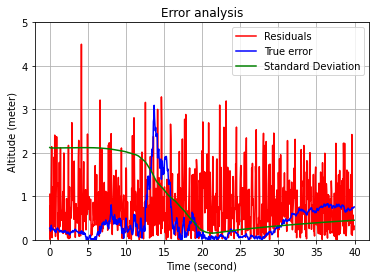 Error analysis
Residuals
True error
Standard Deviation
Altitude (meter)
5
4
3
2
1
0
0 5 10 15 20 25 30 35 40
Time (second)